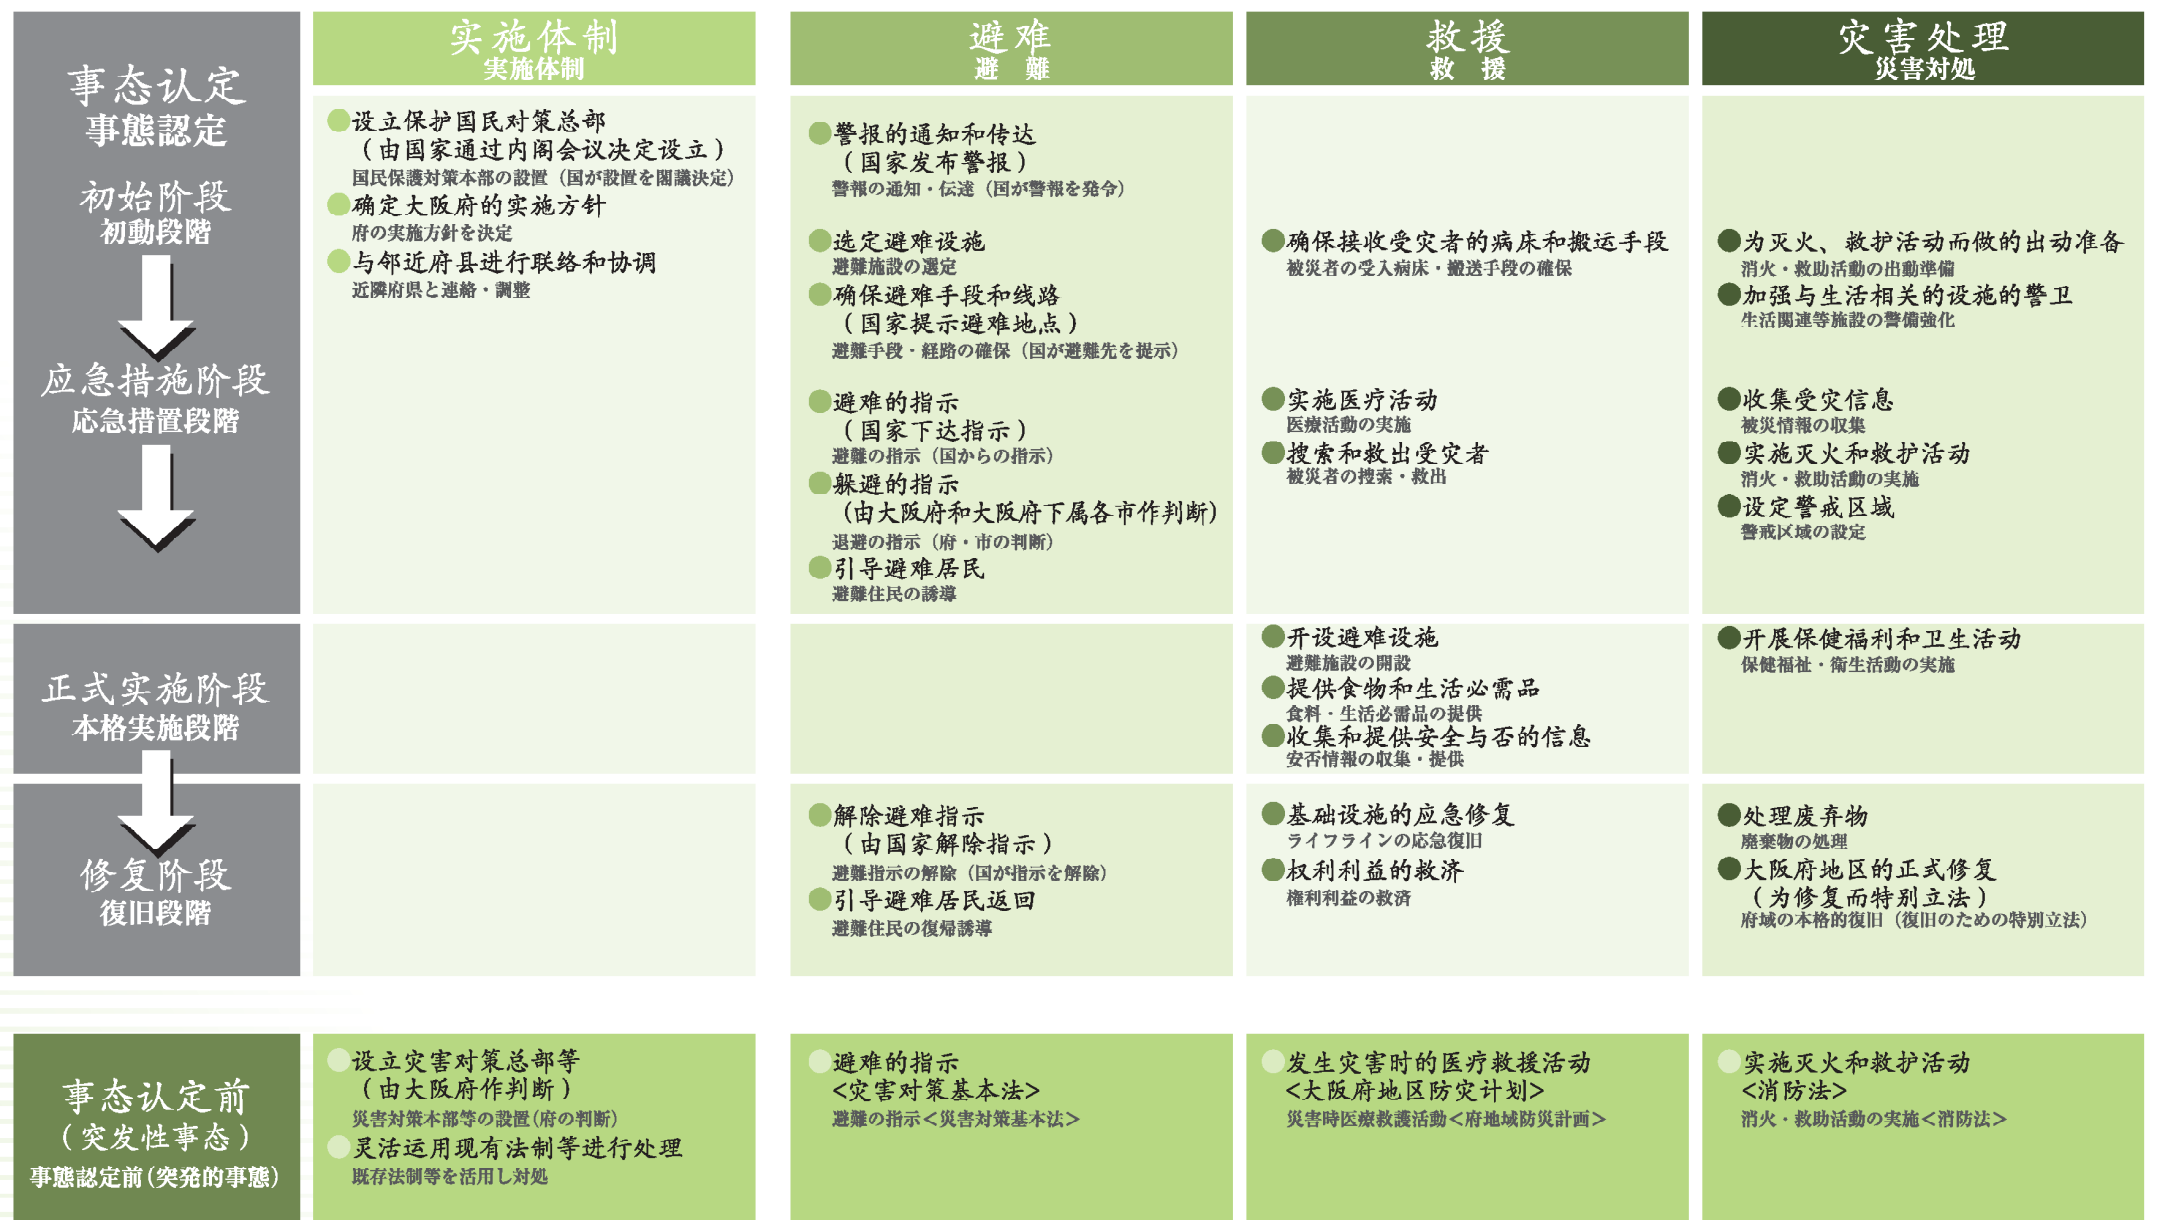 事态认定
事態認定
初始阶段
初動段階
应急措施阶段
応急措置段階
实施体制
実施体制
●设立保护国民对策总部
（由国家通过内阁会议决定设立）
国民保護対策本部の設置（国が設置を閣議決定）
●确定大阪府的实施方针
府の実施方針を決定
●与邻近府县进行联络和协调
近隣府県と連絡・調整
避难
避 難
●警报的通知和传达
（国家发布警报）
警報の通知・伝達（国が警報を発令）
●选定避难设施
避難施設の選定
●确保避难手段和线路
（国家提示避难地点）
避難手段・経路の確保（国が避難先を提示）
●避难的指示
（国家下达指示）
避難の指示（国からの指示）
●躲避的指示
（由大阪府和大阪府下属各市作判断）
退避の指示（府・市の判断）
●引导避难居民
避難住民の誘導
救援
救 援
●确保接收受灾者的病床和搬运手段
被災者の受入病床・搬送手段の確保
●实施医疗活动
医療活動の実施
●搜索和救出受灾者
被災者の捜索・救出
灾害处理
災害対処
●为灭火、救护活动而做的出动准备
消火・救助活動の出動準備
●加强与生活相关的设施的警卫
生活関連等施設の警備強化
●收集受灾信息
被災情報の収集
●实施灭火和救护活动
消火・救助活動の実施
●设定警戒区域
警戒区域の設定
正式实施阶段
本格実施段階
●开设避难设施
避難施設の開設
●提供食物和生活必需品
食料・生活必需品の提供
●收集和提供安全与否的信息
安否情報の収集・提供
●开展保健福利和卫生活动
保健福祉・衛生活動の実施
修复阶段
復旧段階
●解除避难指示
（由国家解除指示）
避難指示の解除（国が指示を解除）
●引导避难居民返回
避難住民の復帰誘導
●基础设施的应急修复
ライフラインの応急復旧
●权利利益的救济
権利利益の救済
●处理废弃物
廃棄物の処理
●大阪府地区的正式修复
（为修复而特别立法）
府域の本格的復旧（復旧のための特別立法）
事态认定前
（突发性事态）
事態認定前（突発的事態）
●设立灾害对策总部等
（由大阪府作判断）
災害対策本部等の設置（府の判断）
●灵活运用现有法制等进行处理
既存法制等を活用し対処
●避难的指示
<灾害对策基本法>
避難の指示＜災害対策基本法＞
●发生灾害时的医疗救援活动
<大阪府地区防灾计划>
災害時医療救護活動＜府地域防災計画＞
●实施灭火和救护活动
<消防法>
消火・救助活動の実施＜消防法＞